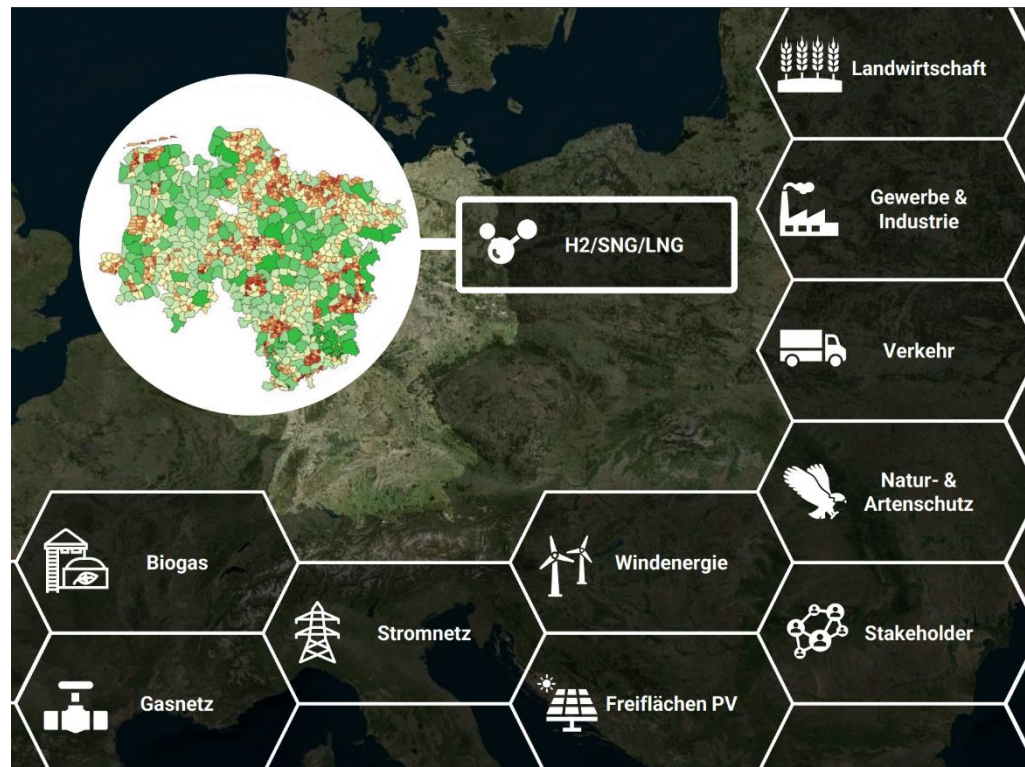 Landwirtschaft
Gewerbe &
Industrie
H2/SNG/LNG
Verkehr
Natur- &
Artenschutz
Biogas
Windenergie
Stromnetz
Stakeholder
Gasnetz
Freiflächen PV